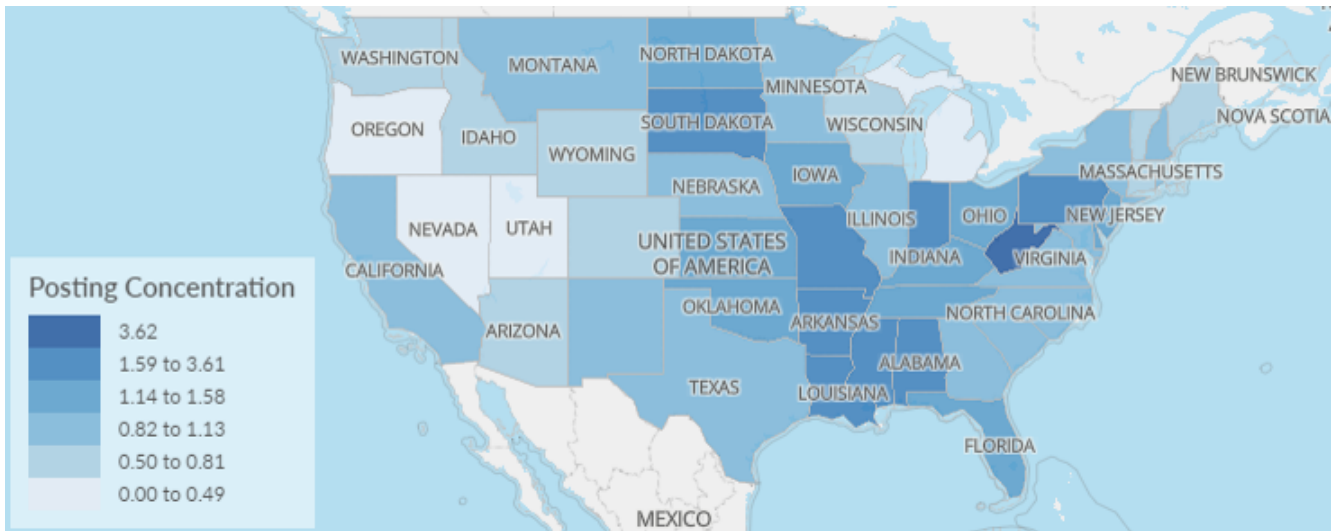 NORTH DAKOTA
WASHINGTON
MONTANA
NEW BRUNSWICK
MINNESOTA
NOVA SCOTIA
SOUTH DAKOTA
WISCONSIN
OREGON
IDAHO
WYOMING
MASSACHUSETTS
IOWA
NEBRASKA
NEW JERSEY
ILLINOIS
OHIO
NEVADA
UTAH
UNITED STATES
OF AMERICA
INDIANA
VIRGINIA
CALIFORNIA
OKLAHOMA
NORTH CAROLINA
ARKANSAS
ARIZONA
ALABAMA
TEXAS
LOUISIANA
FLORIDA
MEXICO
Posting Concentration
3.62
1.59 to 3.61
1.14 to 1.58
0.82 to 1.13
0.50 to 0.81
0.00 to 0.49